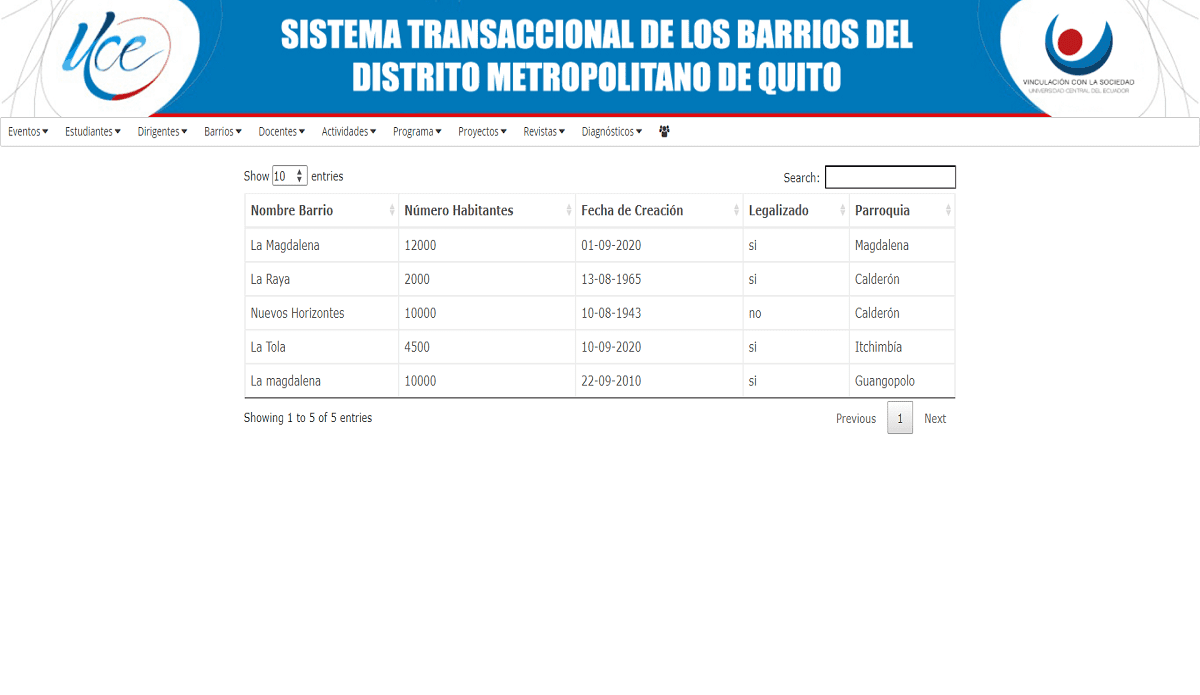 uce
SISTEMA TRANSACCIONAL DE LOS BARRIOS DEL
DISTRITO METROPOLITANO DE QUITO
VINCULACIÓN CON LA SOCIEDAD
UNIVERSIDAD CENTRAL DEL ECUADOR
Eventos Estudiantes Dirigentes Barrios Docentes Actividades Programa Proyectos Revistas Diagnósticos
Show 10 entries Search:
Nombre Barrio Número Habitantes Fecha de Creación Legalizado Parroquia
La Magdalena 12000 01-09-2020 si Magdalena
La Raya 2000 13-08-1965 si Calderón
Nuevos Horizontes 10000 10-08-1943 no Calderón
La Tola 4500 10-09-2020 si Itchimbía
La magdalena 10000 22-09-2010 si Guangopolo
Showing 1 to 5 of 5 entries Previous 1 Next